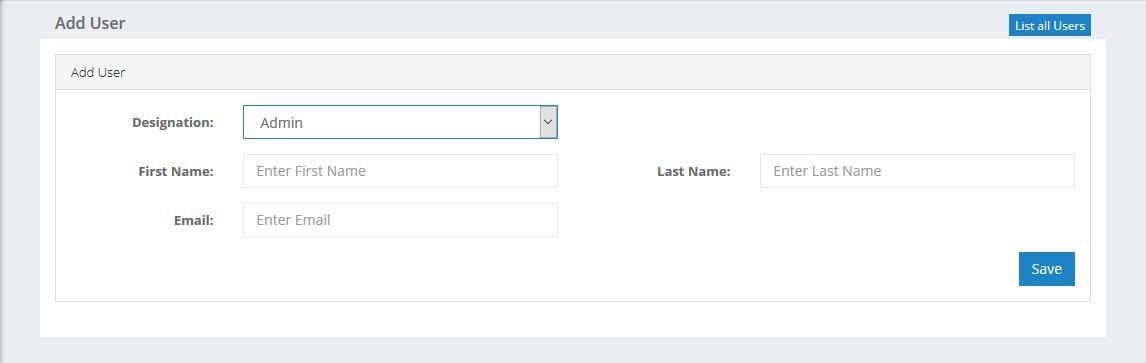 Add User
List all Users
Add User
Designation: Admin
First Name: Enter First Name Last Name: Enter Last Name
Email: Enter Email
Save